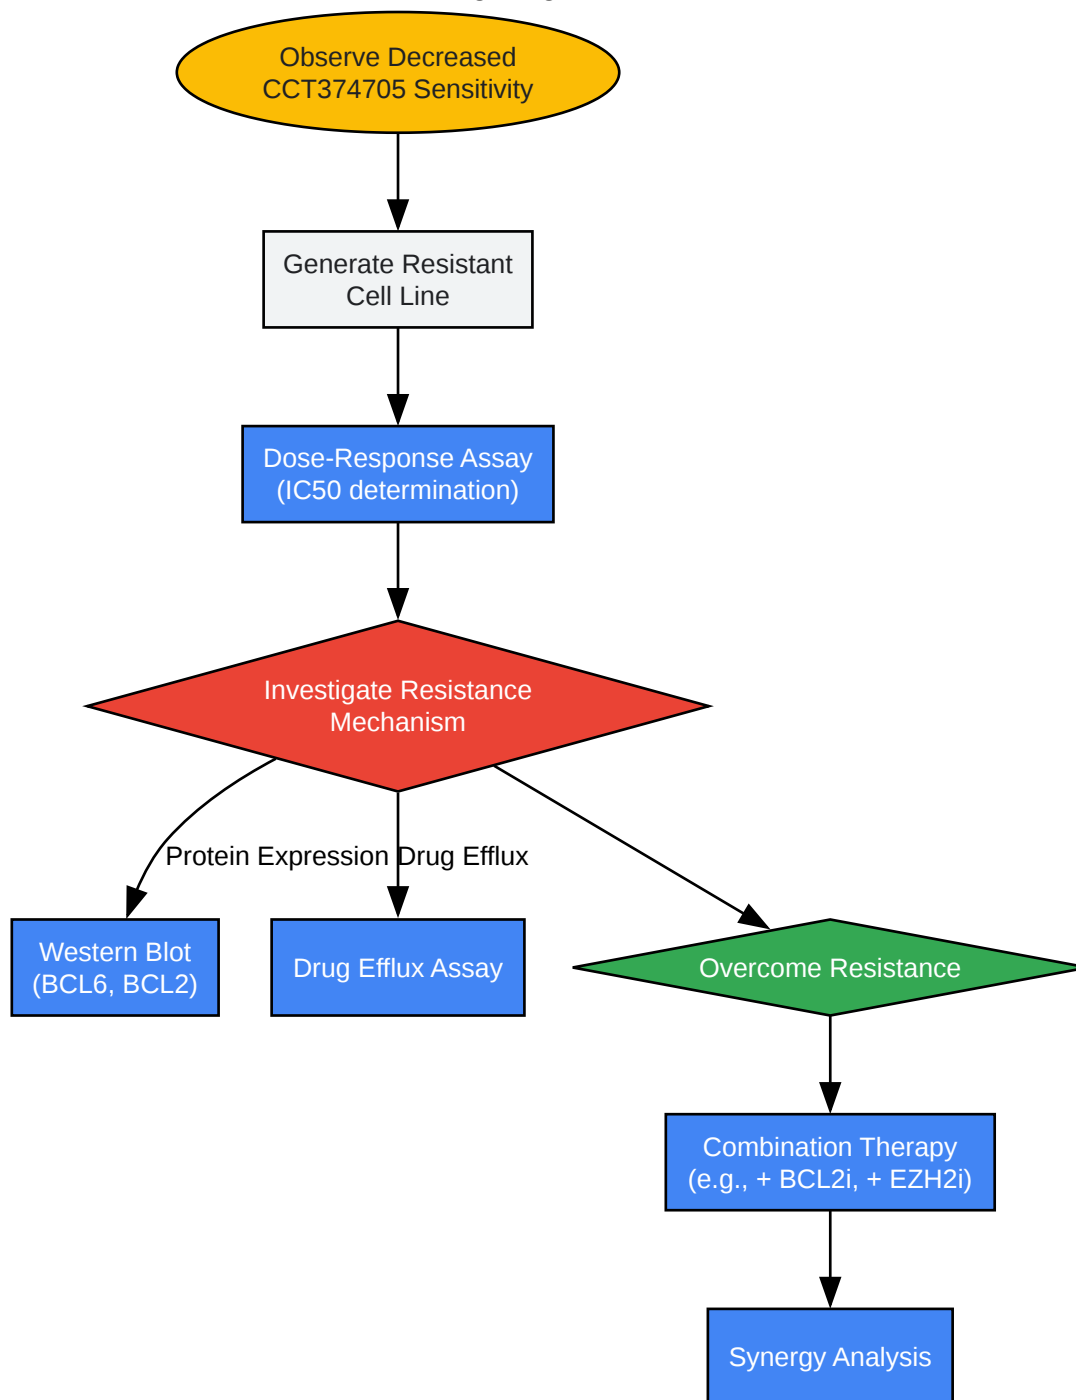 Observe Decreased
CCT374705 Sensitivity
Generate Resistant
Cell Line
Dose-Response Assay
(IC50 determination)
Investigate Resistance
Mechanism
Protein Expression
Drug Efflux
Western Blot
(BCL6, BCL2)
Drug Efflux Assay
Overcome Resistance
Combination Therapy
(e.g., + BCL2i, + EZH2i)
Synergy Analysis